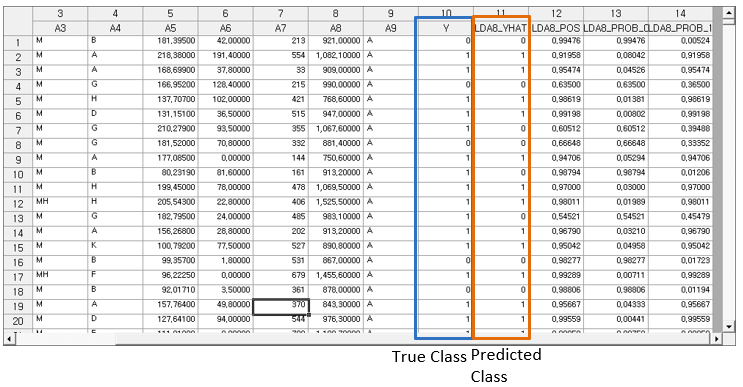 3 4 5 6 7 8 9 10 11 12 13 14
A3 A4 A5 A6 A7 A8 A9 Y LDA8_YHAT LDA8_POS LDA8_PROB_0 LDA8_PROB_1
1 M B 181,39500 42,00000 213 921,00000 A 0 0 0,99476 0,99476 0,00524
2 M A 218,38000 191,40000 554 1,082,10000 A 1 1 0,91958 0,08042 0,91958
3 M A 168,69900 37,80000 33 909,00000 A 1 1 0,95474 0,04526 0,95474
4 M G 166,95200 128,40000 215 990,00000 A 0 0 0,63500 0,63500 0,36500
5 M H 137,70700 102,00000 421 768,60000 A 1 1 0,98619 0,01381 0,98619
6 M D 131,15100 36,50000 515 947,00000 A 1 1 0,99198 0,00802 0,99198
7 M G 210,27900 93,50000 355 1,067,60000 A 1 0 0,60512 0,60512 0,39488
8 M G 181,52000 70,80000 332 881,40000 A 0 0 0,66648 0,66648 0,33352
9 M A 177,08500 0,00000 144 750,60000 A 1 1 0,94706 0,05294 0,94706
10 M B 80,23190 81,60000 161 913,20000 A 1 0 0,98794 0,98794 0,01206
11 M H 199,45000 78,00000 478 1,069,50000 A 1 1 0,97000 0,03000 0,97000
12 MH H 205,54300 22,80000 406 1,525,50000 A 1 1 0,98011 0,01989 0,98011
13 M G 182,79500 24,00000 485 983,10000 A 1 0 0,54521 0,54521 0,45479
14 M A 156,26800 28,80000 202 913,20000 A 1 1 0,96790 0,03210 0,96790
15 M K 100,79200 77,50000 527 890,80000 A 1 1 0,95042 0,04958 0,95042
16 M B 99,35700 1,80000 531 867,00000 A 0 0 0,98277 0,98277 0,01723
17 MH F 96,22250 0,00000 679 1,455,60000 A 1 1 0,99289 0,00711 0,99289
18 M B 92,01710 3,50000 361 878,00000 A 0 0 0,98806 0,98806 0,01194
19 M A 157,76400 49,80000 370 843,30000 A 1 1 0,95667 0,04333 0,95667
20 M D 127,64100 94,00000 544 976,30000 A 1 1 0,99559 0,00441 0,99559
True Class Predicted
Class